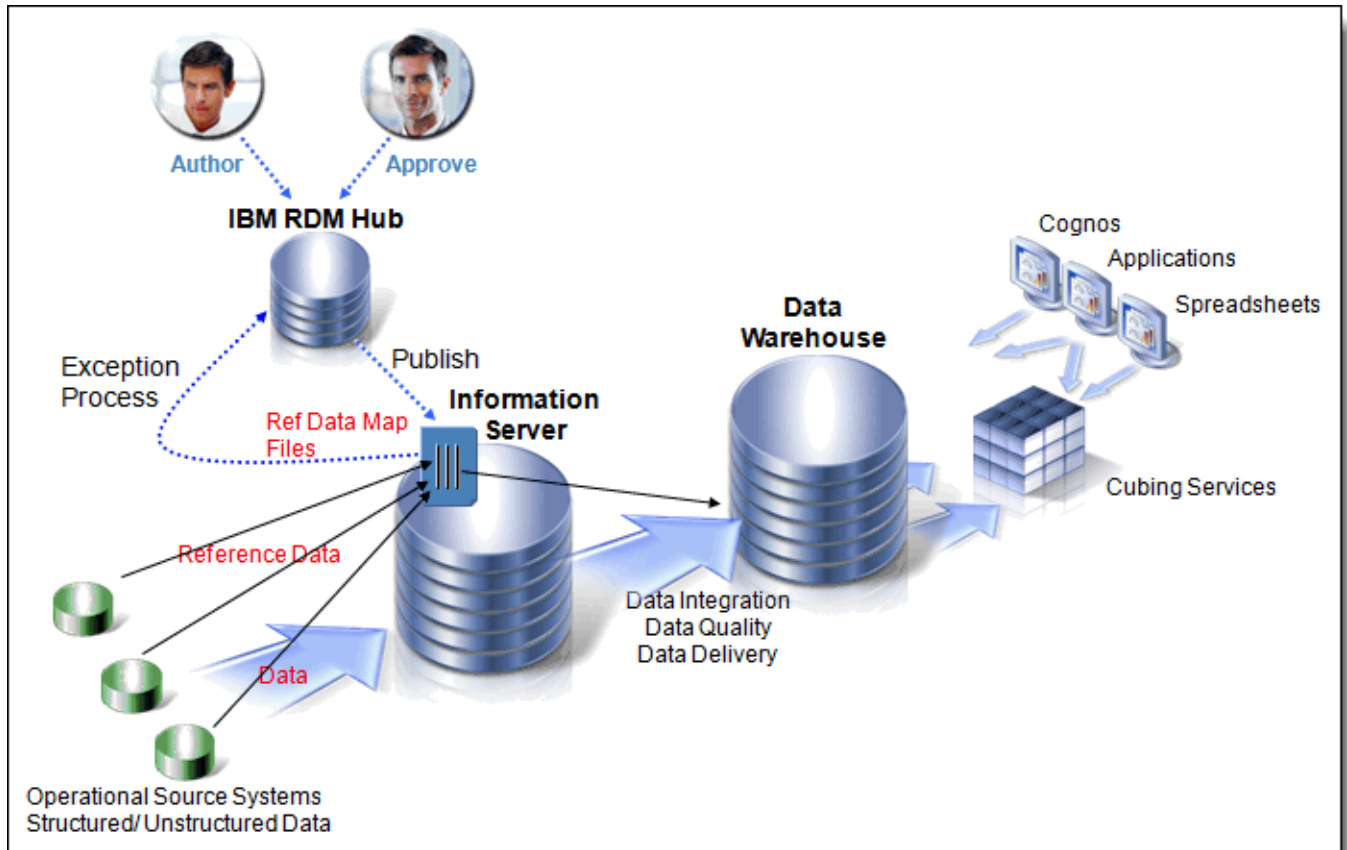 Author
Approve
IBM RDM Hub
Cognos
Applications
Spreadsheets
Data
Warehouse
Exception
Process
Publish
Information
Server
Ref Data Map
Files
Cubing Services
Reference Data
Data Integration
Data Quality
Data Delivery
Data
Operational Source Systems
Structured/ Unstructured Data